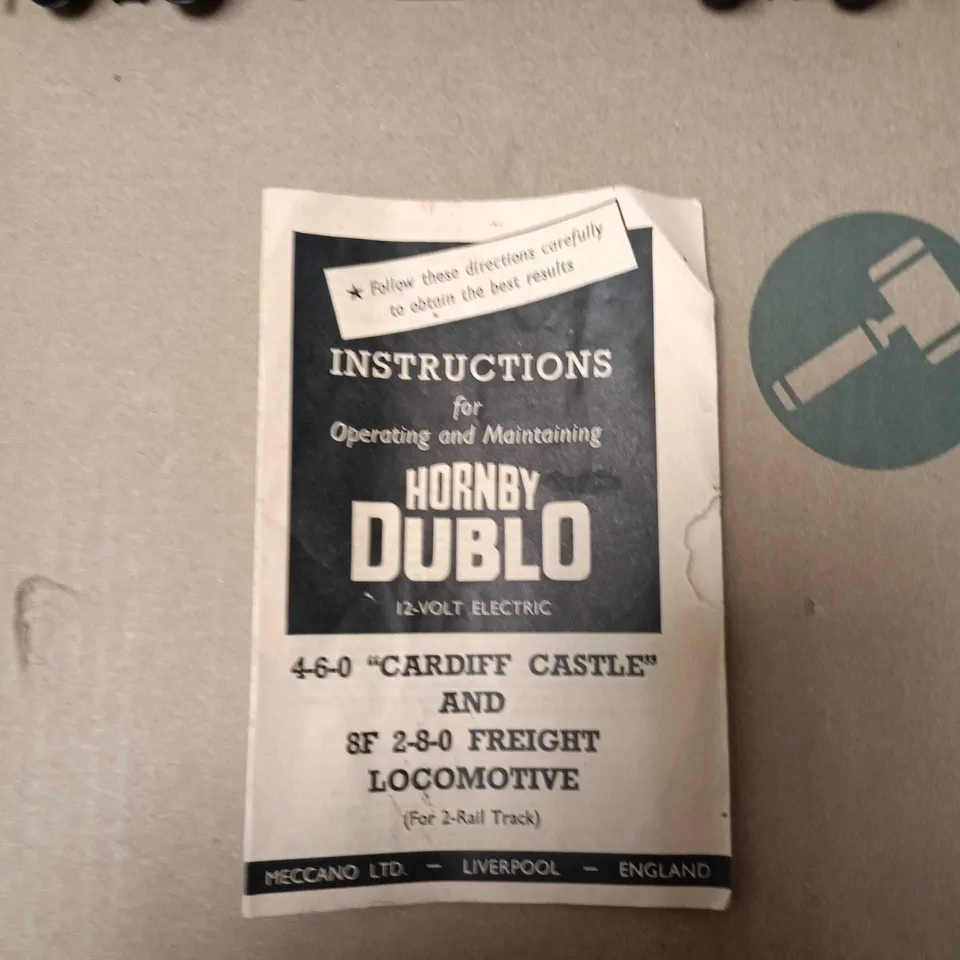 ★ Follow these directions carefully
to obtain the best results
INSTRUCTIONS
for
Operating and Maintaining
HORNBY
DUBLO
12-VOLT ELECTRIC
4-6-0 "CARDIFF CASTLE"
AND
8F 2-8-0 FREIGHT
LOCOMOTIVE
(For 2-Rail Track)
MECCANO LTD. — LIVERPOOL — ENGLAND